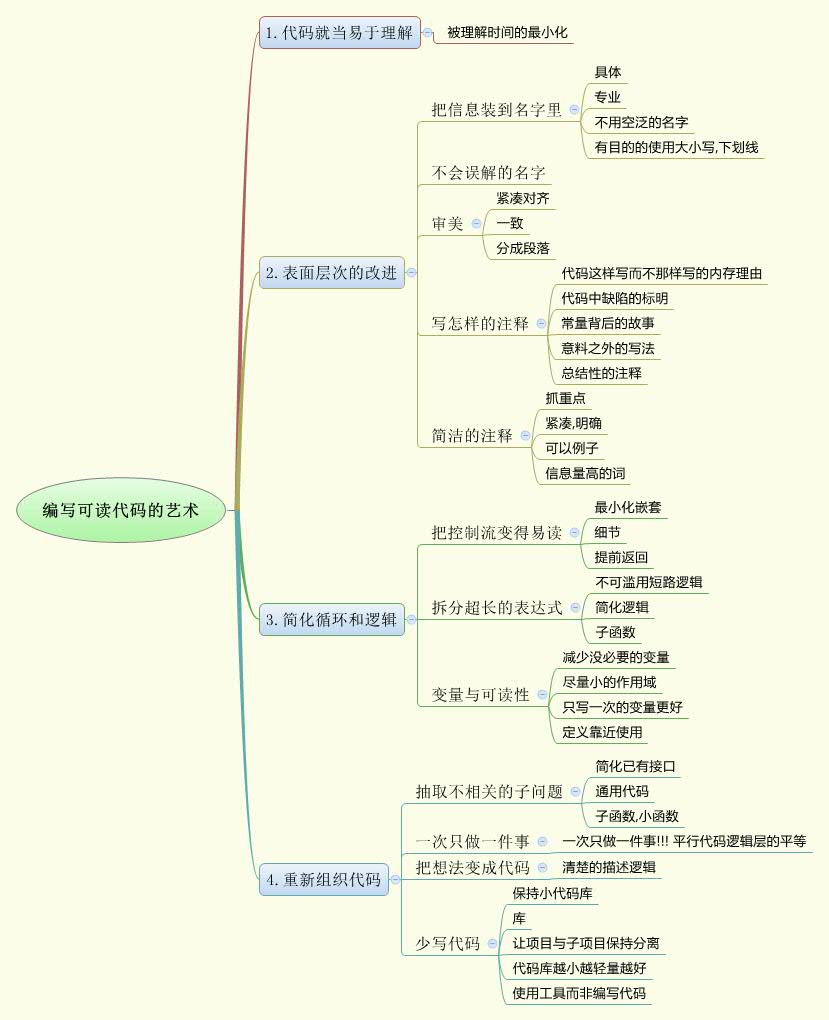 编写可读代码的艺术
1.代码就当易于理解
被理解时间的最小化
2.表面层次的改进
把信息装到名字里
具体
专业
不用空泛的名字
有目的的使用大小写,下划线
不会误解的名字
审美
紧凑对齐
一致
分成段落
写怎样的注释
代码这样写而不那样写的内存理由
代码中缺陷的标明
常量背后的故事
意料之外的写法
总结性的注释
简洁的注释
抓重点
紧凑,明确
可以例子
信息量高的词
3.简化循环和逻辑
把控制流变得易读
最小化嵌套
细节
提前返回
拆分超长的表达式
不可滥用短路逻辑
简化逻辑
子函数
变量与可读性
减少没必要的变量
尽量小的作用域
只写一次的变量更好
定义靠近使用
4.重新组织代码
抽取不相关的子问题
简化已有接口
通用代码
子函数,小函数
一次只做一件事
一次只做一件事!!! 平行代码逻辑层的平等
把想法变成代码
清楚的描述逻辑
少写代码
保持小代码库
库
让项目与子项目保持分离
代码库越小越轻量越好
使用工具而非编写代码